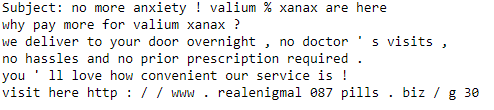 Subject: no more anxiety ! valium % xanax are here
why pay more for valium xanax ?
we deliver to your door overnight , no doctor ' s visits ,
no hassles and no prior prescription required .
you ' ll love how convenient our service is !
visit here http : / / www . realenigmal 087 pills . biz / g 30